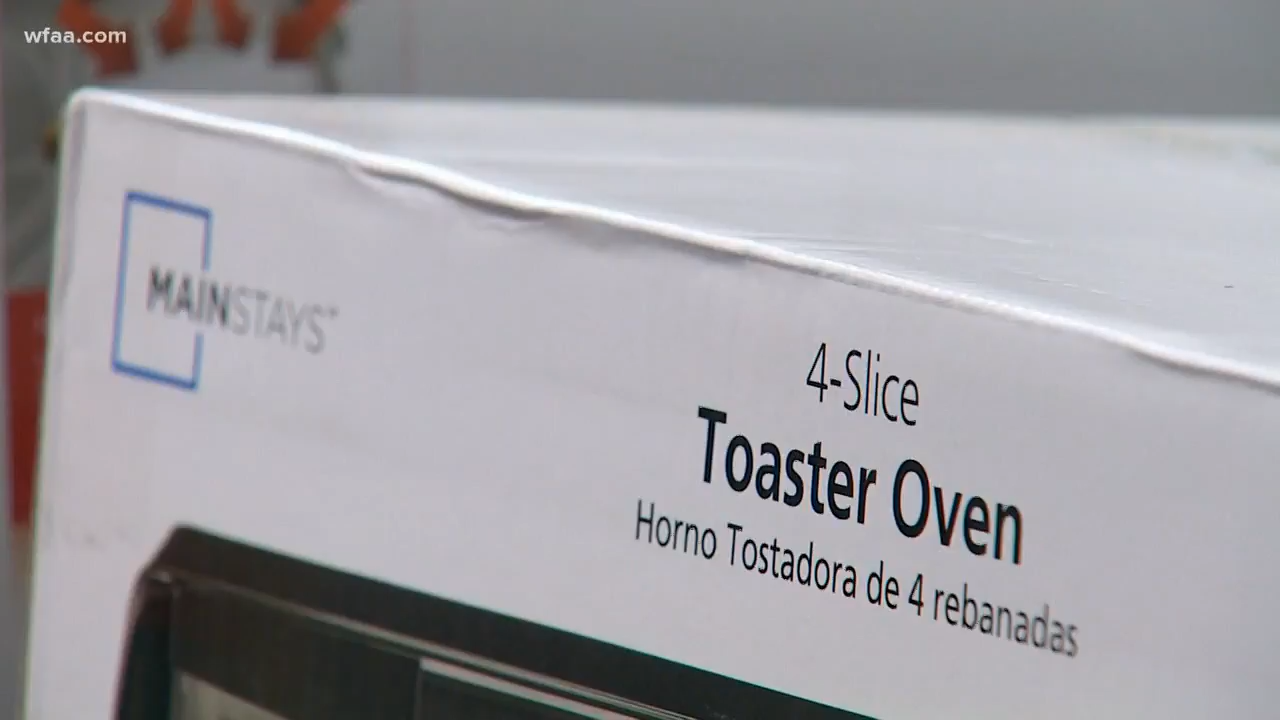 wfaa.com
MAINSTAYS™
4-Slice
Toaster Oven
Horno Tostadora de 4 rebanadas